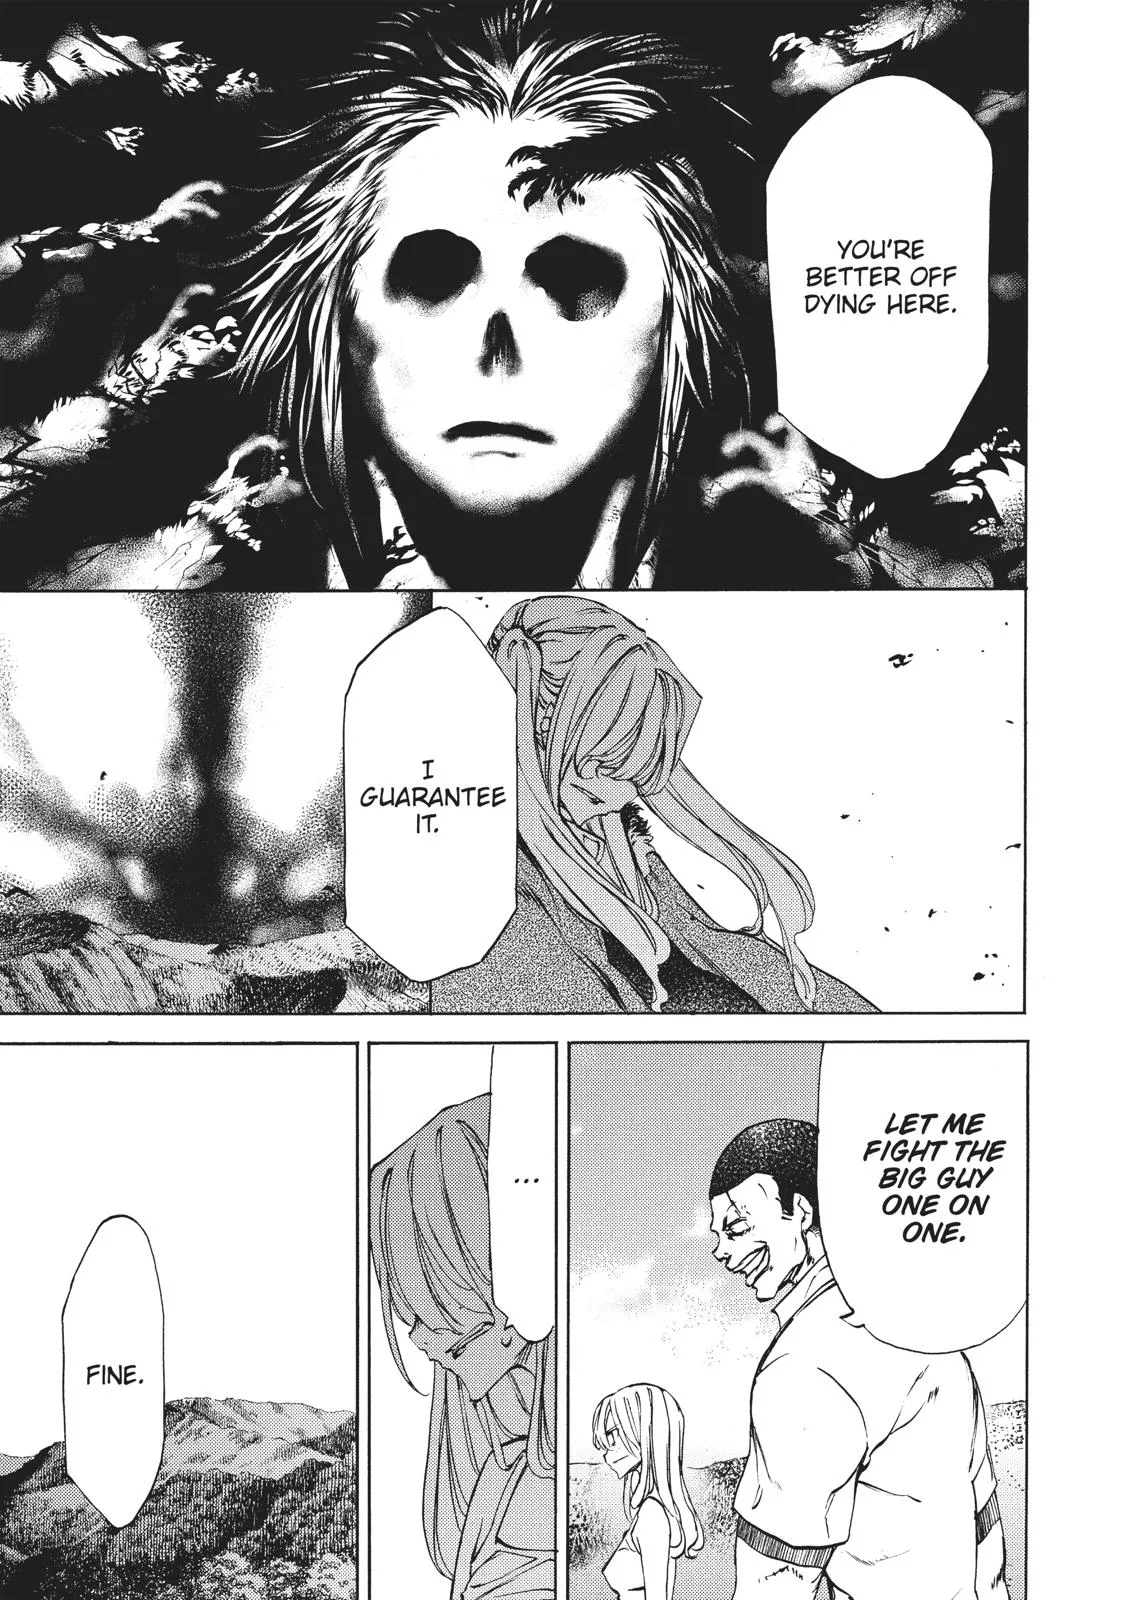 YOU'RE
BETTER OFF
DYING HERE.
I
GUARANTEE
IT.
LET ME
FIGHT THE
BIG GUY
ONE ON
ONE.
...
FINE.